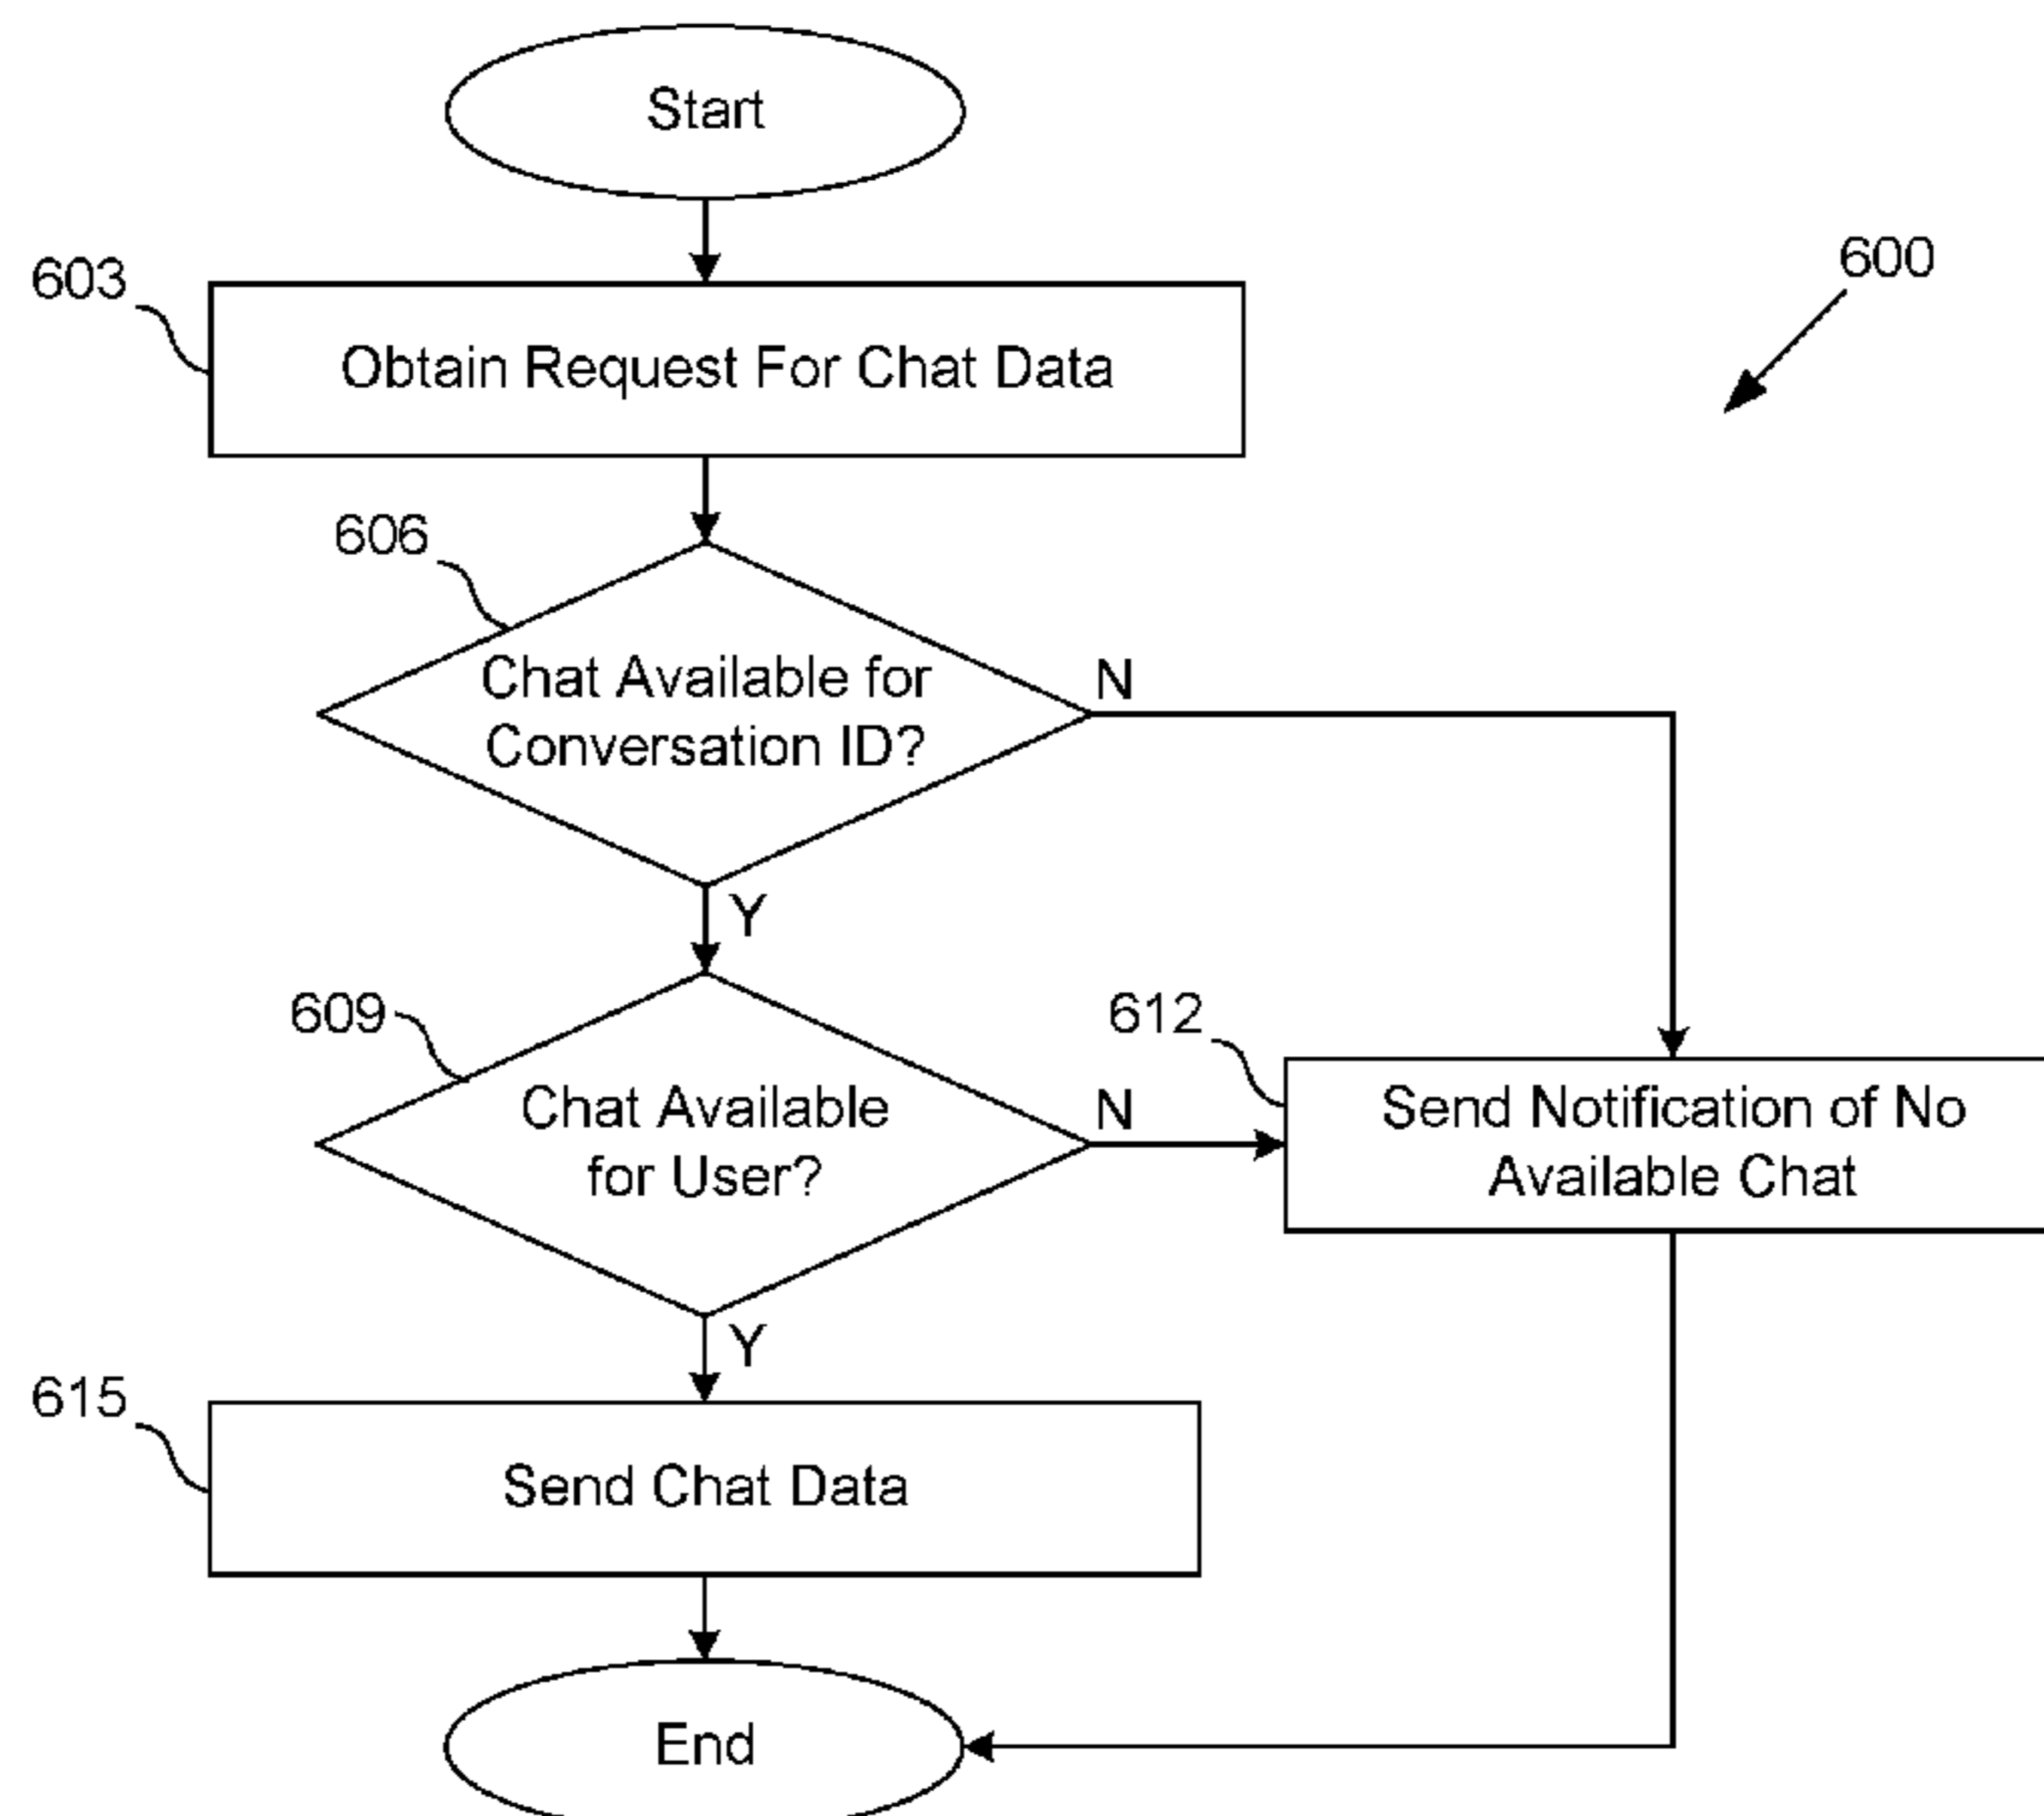 Start
600
603
Obtain Request For Chat Data
606
Chat Available for
Conversation ID?
N
Y
609
Chat Available
for User?
N
612
Send Notification of No
Available Chat
Y
615
Send Chat Data
End